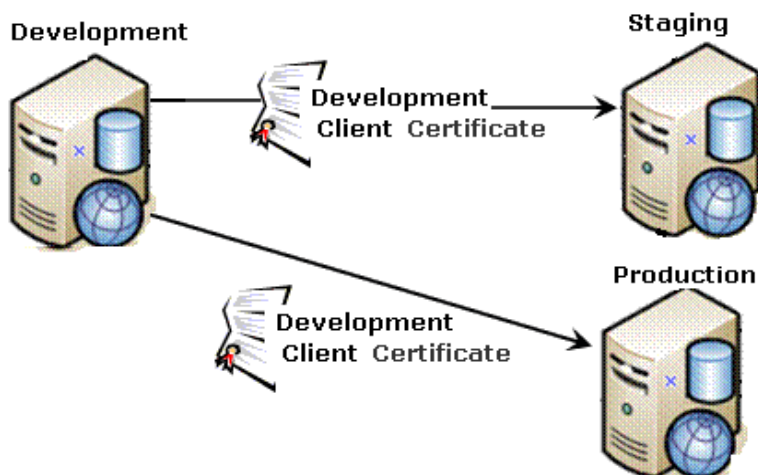 Development
Staging
Development
Client Certificate
Production
Development
Client Certificate